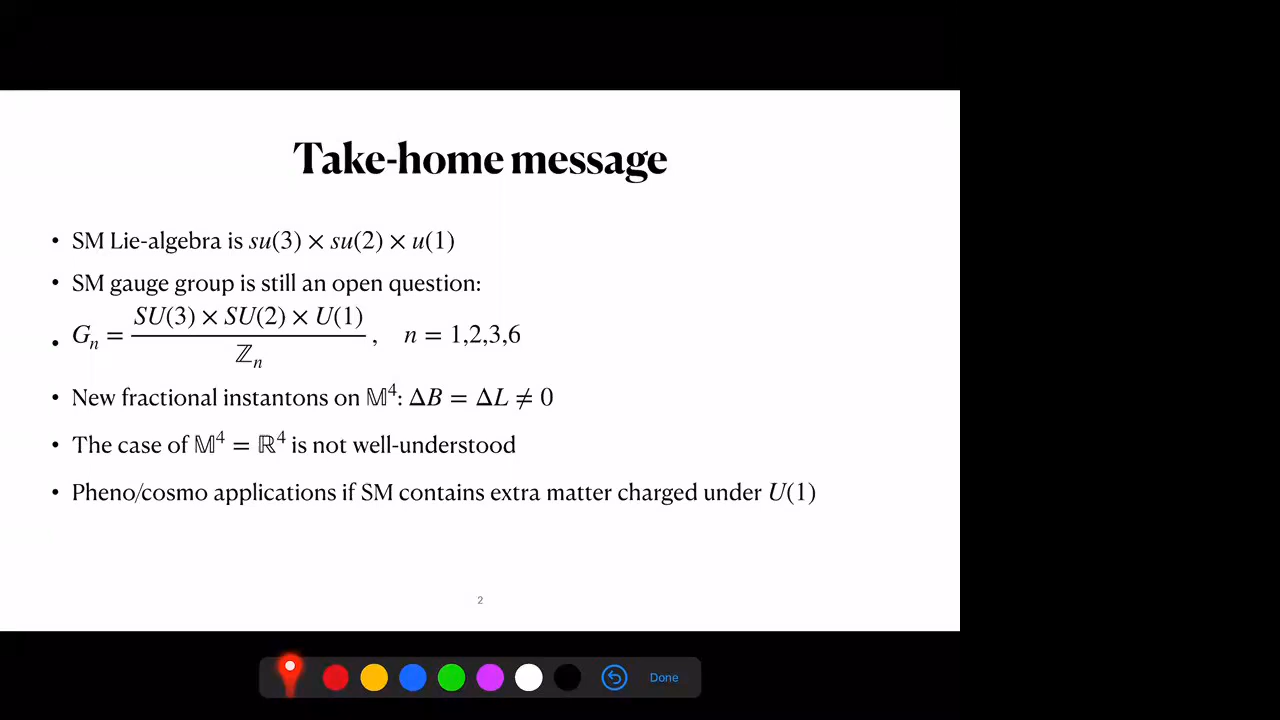 Take-home message
• SM Lie-algebra is su(3) × su(2) × u(1)
• SM gauge group is still an open question:
• Gₙ = SU(3) × SU(2) × U(1) / ℤₙ , n = 1,2,3,6
• New fractional instantons on 𝕄⁴: ΔB = ΔL ≠ 0
• The case of 𝕄⁴ = ℝ⁴ is not well-understood
• Pheno/cosmo applications if SM contains extra matter charged under U(1)
2
Done